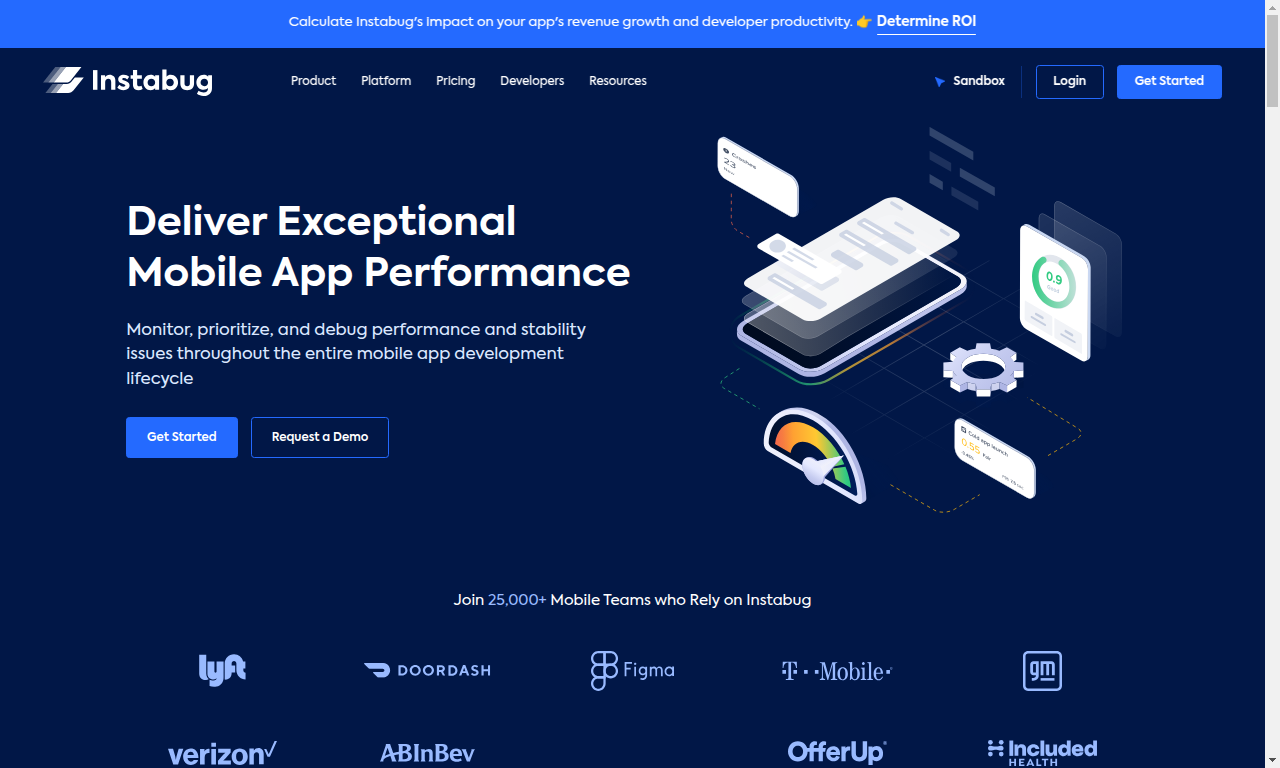 Calculate Instabug's impact on your app's revenue growth and developer productivity. 👉 Determine ROI
Instabug
Product Platform Pricing Developers Resources
Sandbox Login Get Started
Deliver Exceptional
Mobile App Performance
Monitor, prioritize, and debug performance and stability
issues throughout the entire mobile app development
lifecycle
Get Started Request a Demo
Crashes
23
New
0.9
Good
Cold app launch
0.55 Fair
Join 25,000+ Mobile Teams who Rely on Instabug
lyft DOORDASH Figma T Mobile gm
verizon✓ ABInBev OfferUp Included
HEALTH